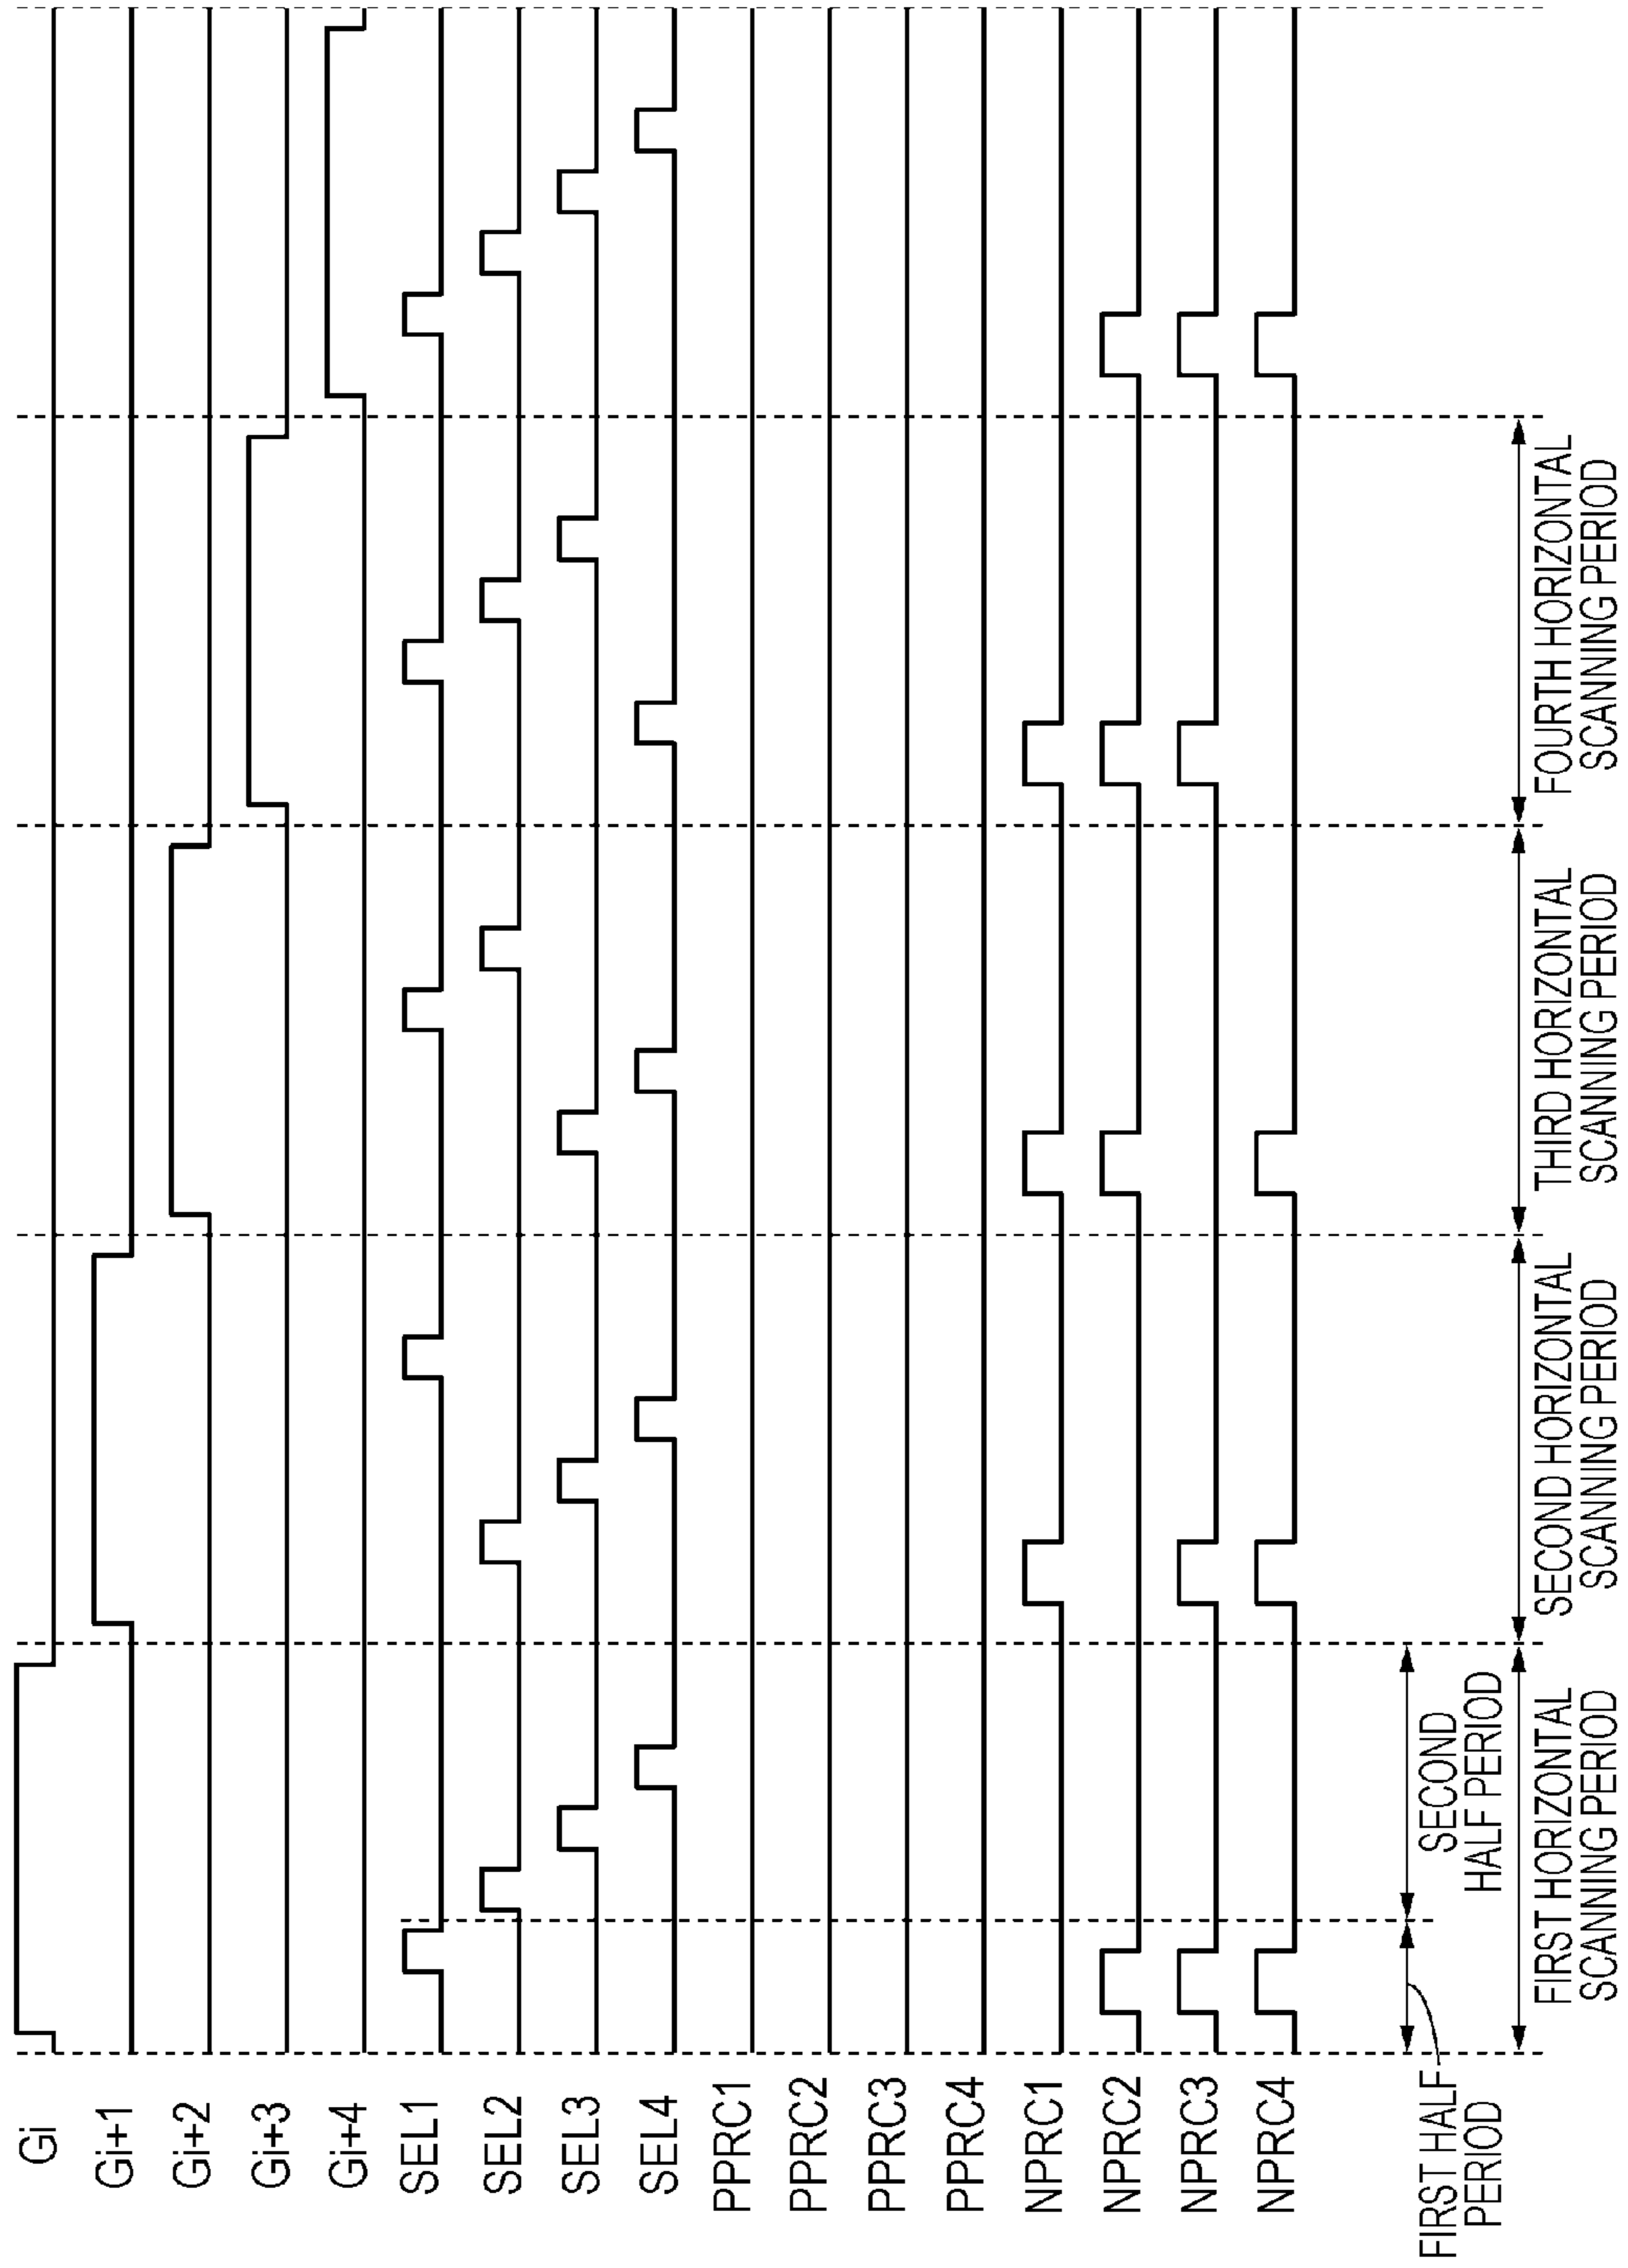 Gi
Gi+1
Gi+2
Gi+3
Gi+4
SEL1
SEL2
SEL3
SEL4
PPRC1
PPRC2
PPRC3
PPRC4
NPRC1
NPRC2
NPRC3
NPRC4
FIRST HALF
PERIOD
SECOND
HALF PERIOD
FIRST HORIZONTAL
SCANNING PERIOD
SECOND HORIZONTAL
SCANNING PERIOD
THIRD HORIZONTAL
SCANNING PERIOD
FOURTH HORIZONTAL
SCANNING PERIOD